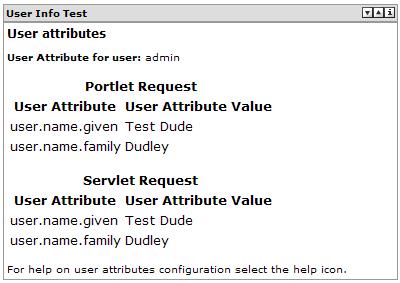 User Info Test
User attributes
User Attribute for user: admin
Portlet Request
User Attribute User Attribute Value
user.name.given Test Dude
user.name.family Dudley
Servlet Request
User Attribute User Attribute Value
user.name.given Test Dude
user.name.family Dudley
For help on user attributes configuration select the help icon.